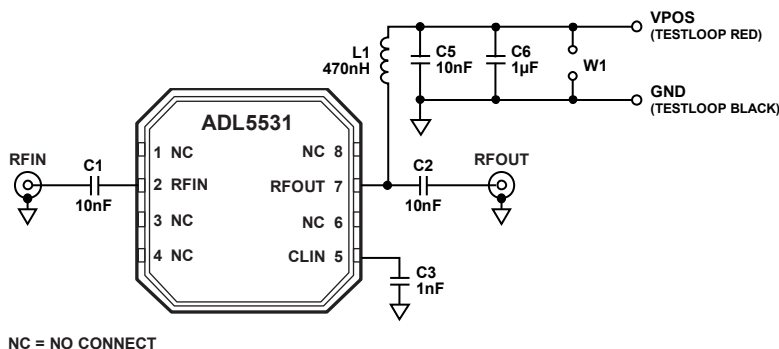 VPOS
(TESTLOOP RED)
L1
470nH
C5
10nF
C6
1µF
W1
GND
(TESTLOOP BLACK)
ADL5531
RFIN
C1
10nF
1 NC
2 RFIN
3 NC
4 NC
NC 8
RFOUT 7
NC 6
CLIN 5
C2
10nF
RFOUT
C3
1nF
NC = NO CONNECT